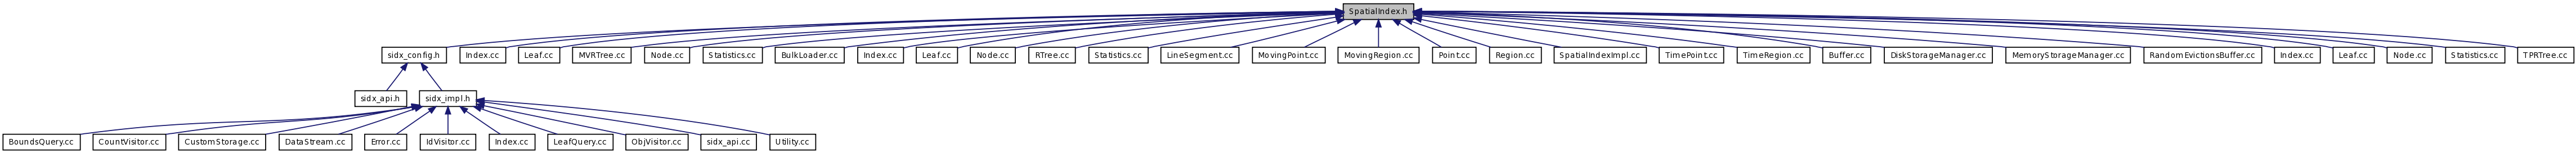 SpatialIndex.h
sidx_config.h
Index.cc
Leaf.cc
MVRTree.cc
Node.cc
Statistics.cc
BulkLoader.cc
Index.cc
Leaf.cc
Node.cc
RTree.cc
Statistics.cc
LineSegment.cc
MovingPoint.cc
MovingRegion.cc
Point.cc
Region.cc
SpatialIndexImpl.cc
TimePoint.cc
TimeRegion.cc
Buffer.cc
DiskStorageManager.cc
MemoryStorageManager.cc
RandomEvictionsBuffer.cc
Index.cc
Leaf.cc
Node.cc
Statistics.cc
TPRTree.cc
sidx_api.h
sidx_impl.h
BoundsQuery.cc
CountVisitor.cc
CustomStorage.cc
DataStream.cc
Error.cc
IdVisitor.cc
Index.cc
LeafQuery.cc
ObjVisitor.cc
sidx_api.cc
Utility.cc